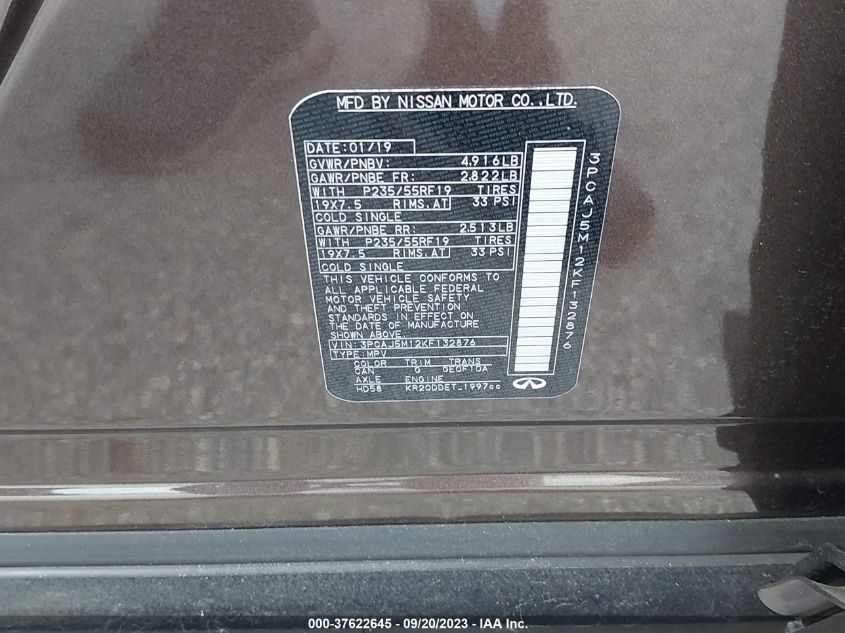 MFD BY NISSAN MOTOR CO.,LTD.
DATE:01/19
GVWR/PNBV: 4,916LB
GAWR/PNBE FR: 2,822LB
WITH P235/55RF19 TIRES
19X7.5 RIMS.AT 33 PSI
COLD SINGLE
GAWR/PNBE RR: 2,513LB
WITH P235/55RF19 TIRES
19X7.5 RIMS.AT 33 PSI
COLD SINGLE
THIS VEHICLE CONFORMS TO
ALL APPLICABLE FEDERAL
MOTOR VEHICLE SAFETY
AND THEFT PREVENTION
STANDARDS IN EFFECT ON
THE DATE OF MANUFACTURE
SHOWN ABOVE.
VIN: 3PCAJ5M12KF132876
TYPE:MPV
COLOR TRIM TRANS
CAN G GE0FT0A
AXLE ENGINE
HD58 KR20DDET_1997cc
3PCAJ5M12KF132876
000-37622645 - 09/20/2023 - IAA Inc.